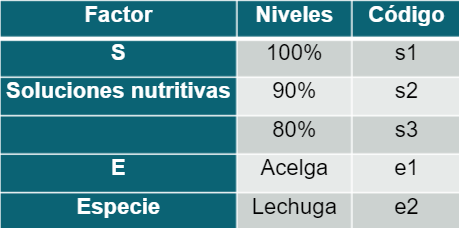 Factor Niveles Código
S 100% s1
Soluciones nutritivas 90% s2
80% s3
E Acelga e1
Especie Lechuga e2